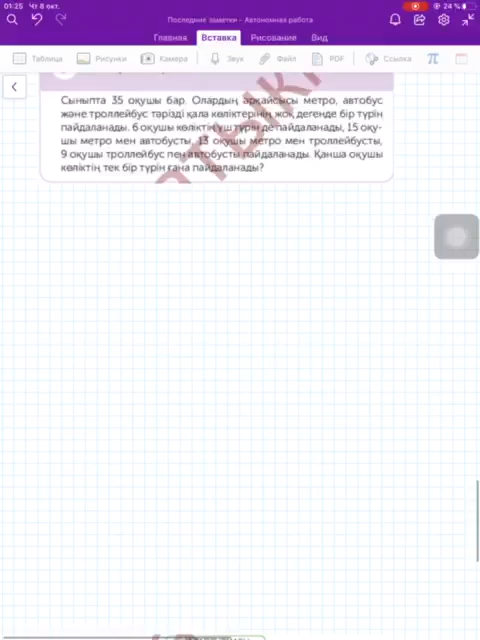 01:25 Чт 8 окт.
24 %
Последние заметки – Автономная работа
Главная Вставка Рисование Вид
Таблица Рисунки Камера Звук Файл PDF Ссылка
Сыныпта 35 оқушы бар. Олардың әрқайсысы метро, автобус
және троллейбус тәрізді қала көліктерінің жоқ дегенде бір түрін
пайдаланады. 6 оқушы көліктің үш түрін де пайдаланады, 15 оқу-
шы метро мен автобусты, 13 оқушы метро мен троллейбусты,
9 оқушы троллейбус пен автобусты пайдаланады. Қанша оқушы
көліктің тек бір түрін ғана пайдаланады?